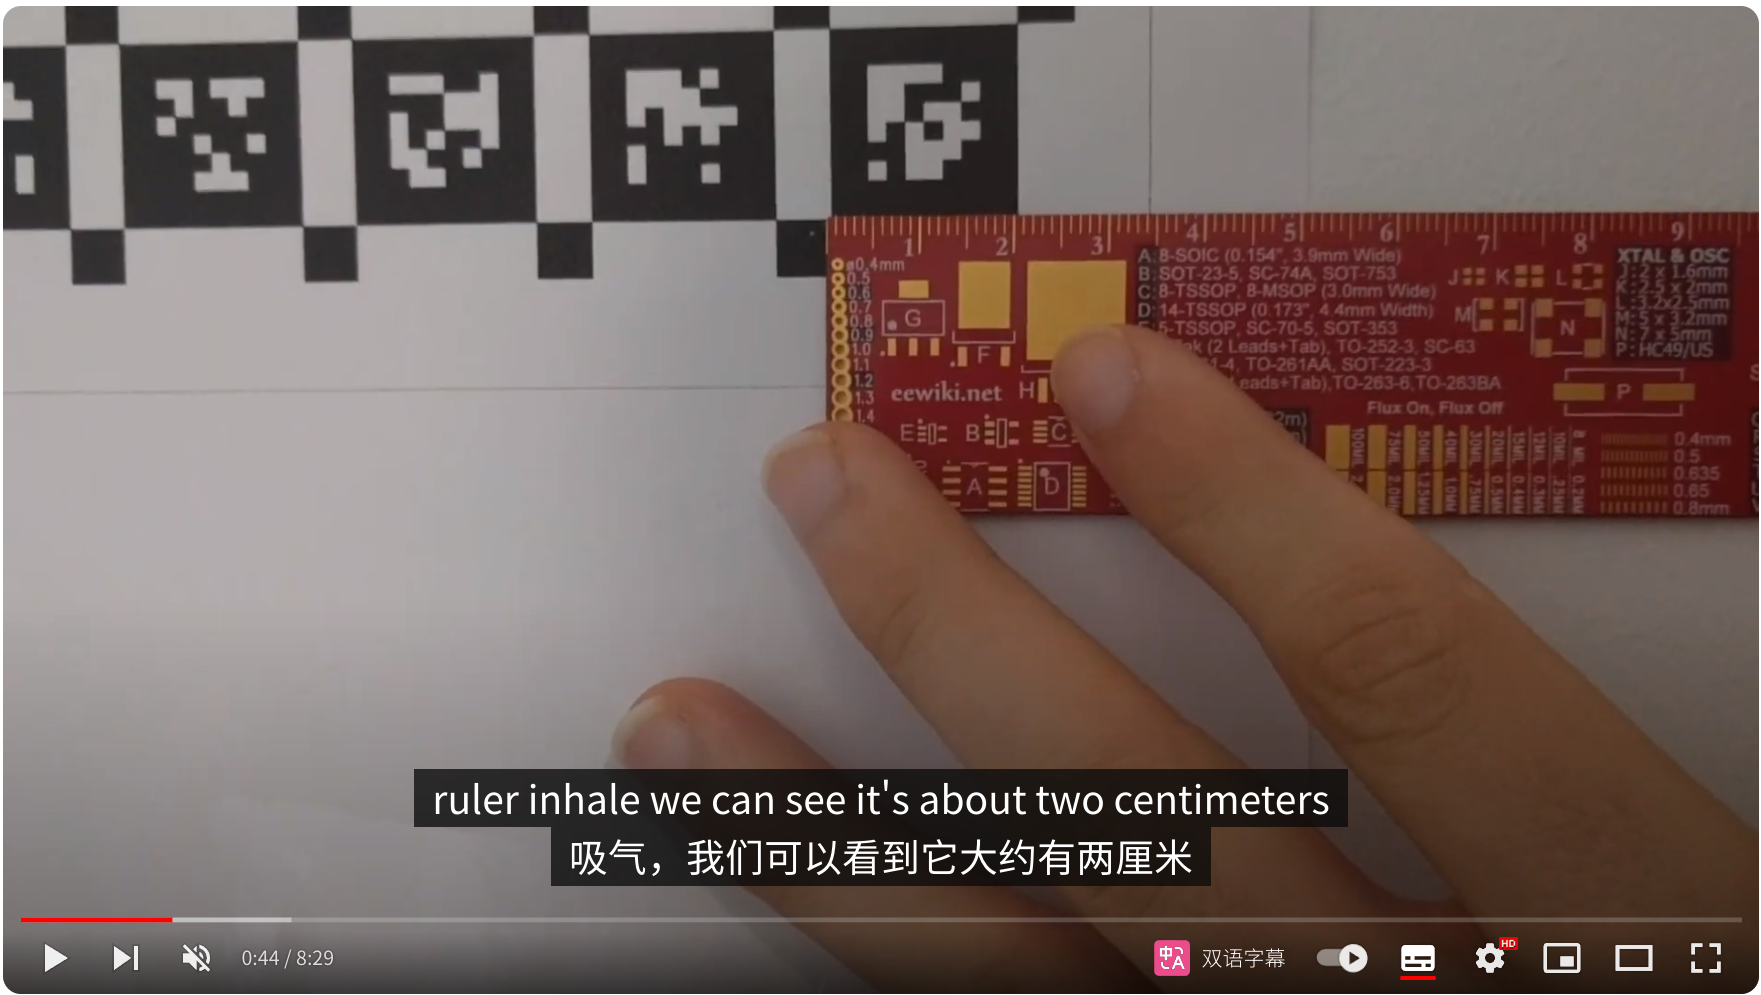 1 2 3 4 5 6 7 8 9
ø0.4mm
0.5
0.6
0.7
0.8
0.9
1.0
1.1
1.2
1.3
1.4
G
F
H
eewiki.net
E B C
A D
A: 8-SOIC (0.154", 3.9mm Wide)
B: SOT-23-5, SC-74A, SOT-753
C: 8-TSSOP, 8-MSOP (3.0mm Wide)
D: 14-TSSOP (0.173", 4.4mm Width)
5-TSSOP, SC-70-5, SOT-353
(2 Leads+Tab), TO-252-3, SC-63
TO-261AA, SOT-223-3
Leads+Tab),TO-263-6,TO-263BA
Flux On, Flux Off
J K L
M N
P
XTAL & OSC
J: 2 x 1.6mm
K: 2.5 x 2mm
L: 3.2x2.5mm
M: 5 x 3.2mm
N: 7 x 5mm
P: HC49/US
0.4mm
0.5
0.635
0.65
0.8mm
ruler inhale we can see it's about two centimeters
吸气，我们可以看到它大约有两厘米
0:44 / 8:29
双语字幕
HD